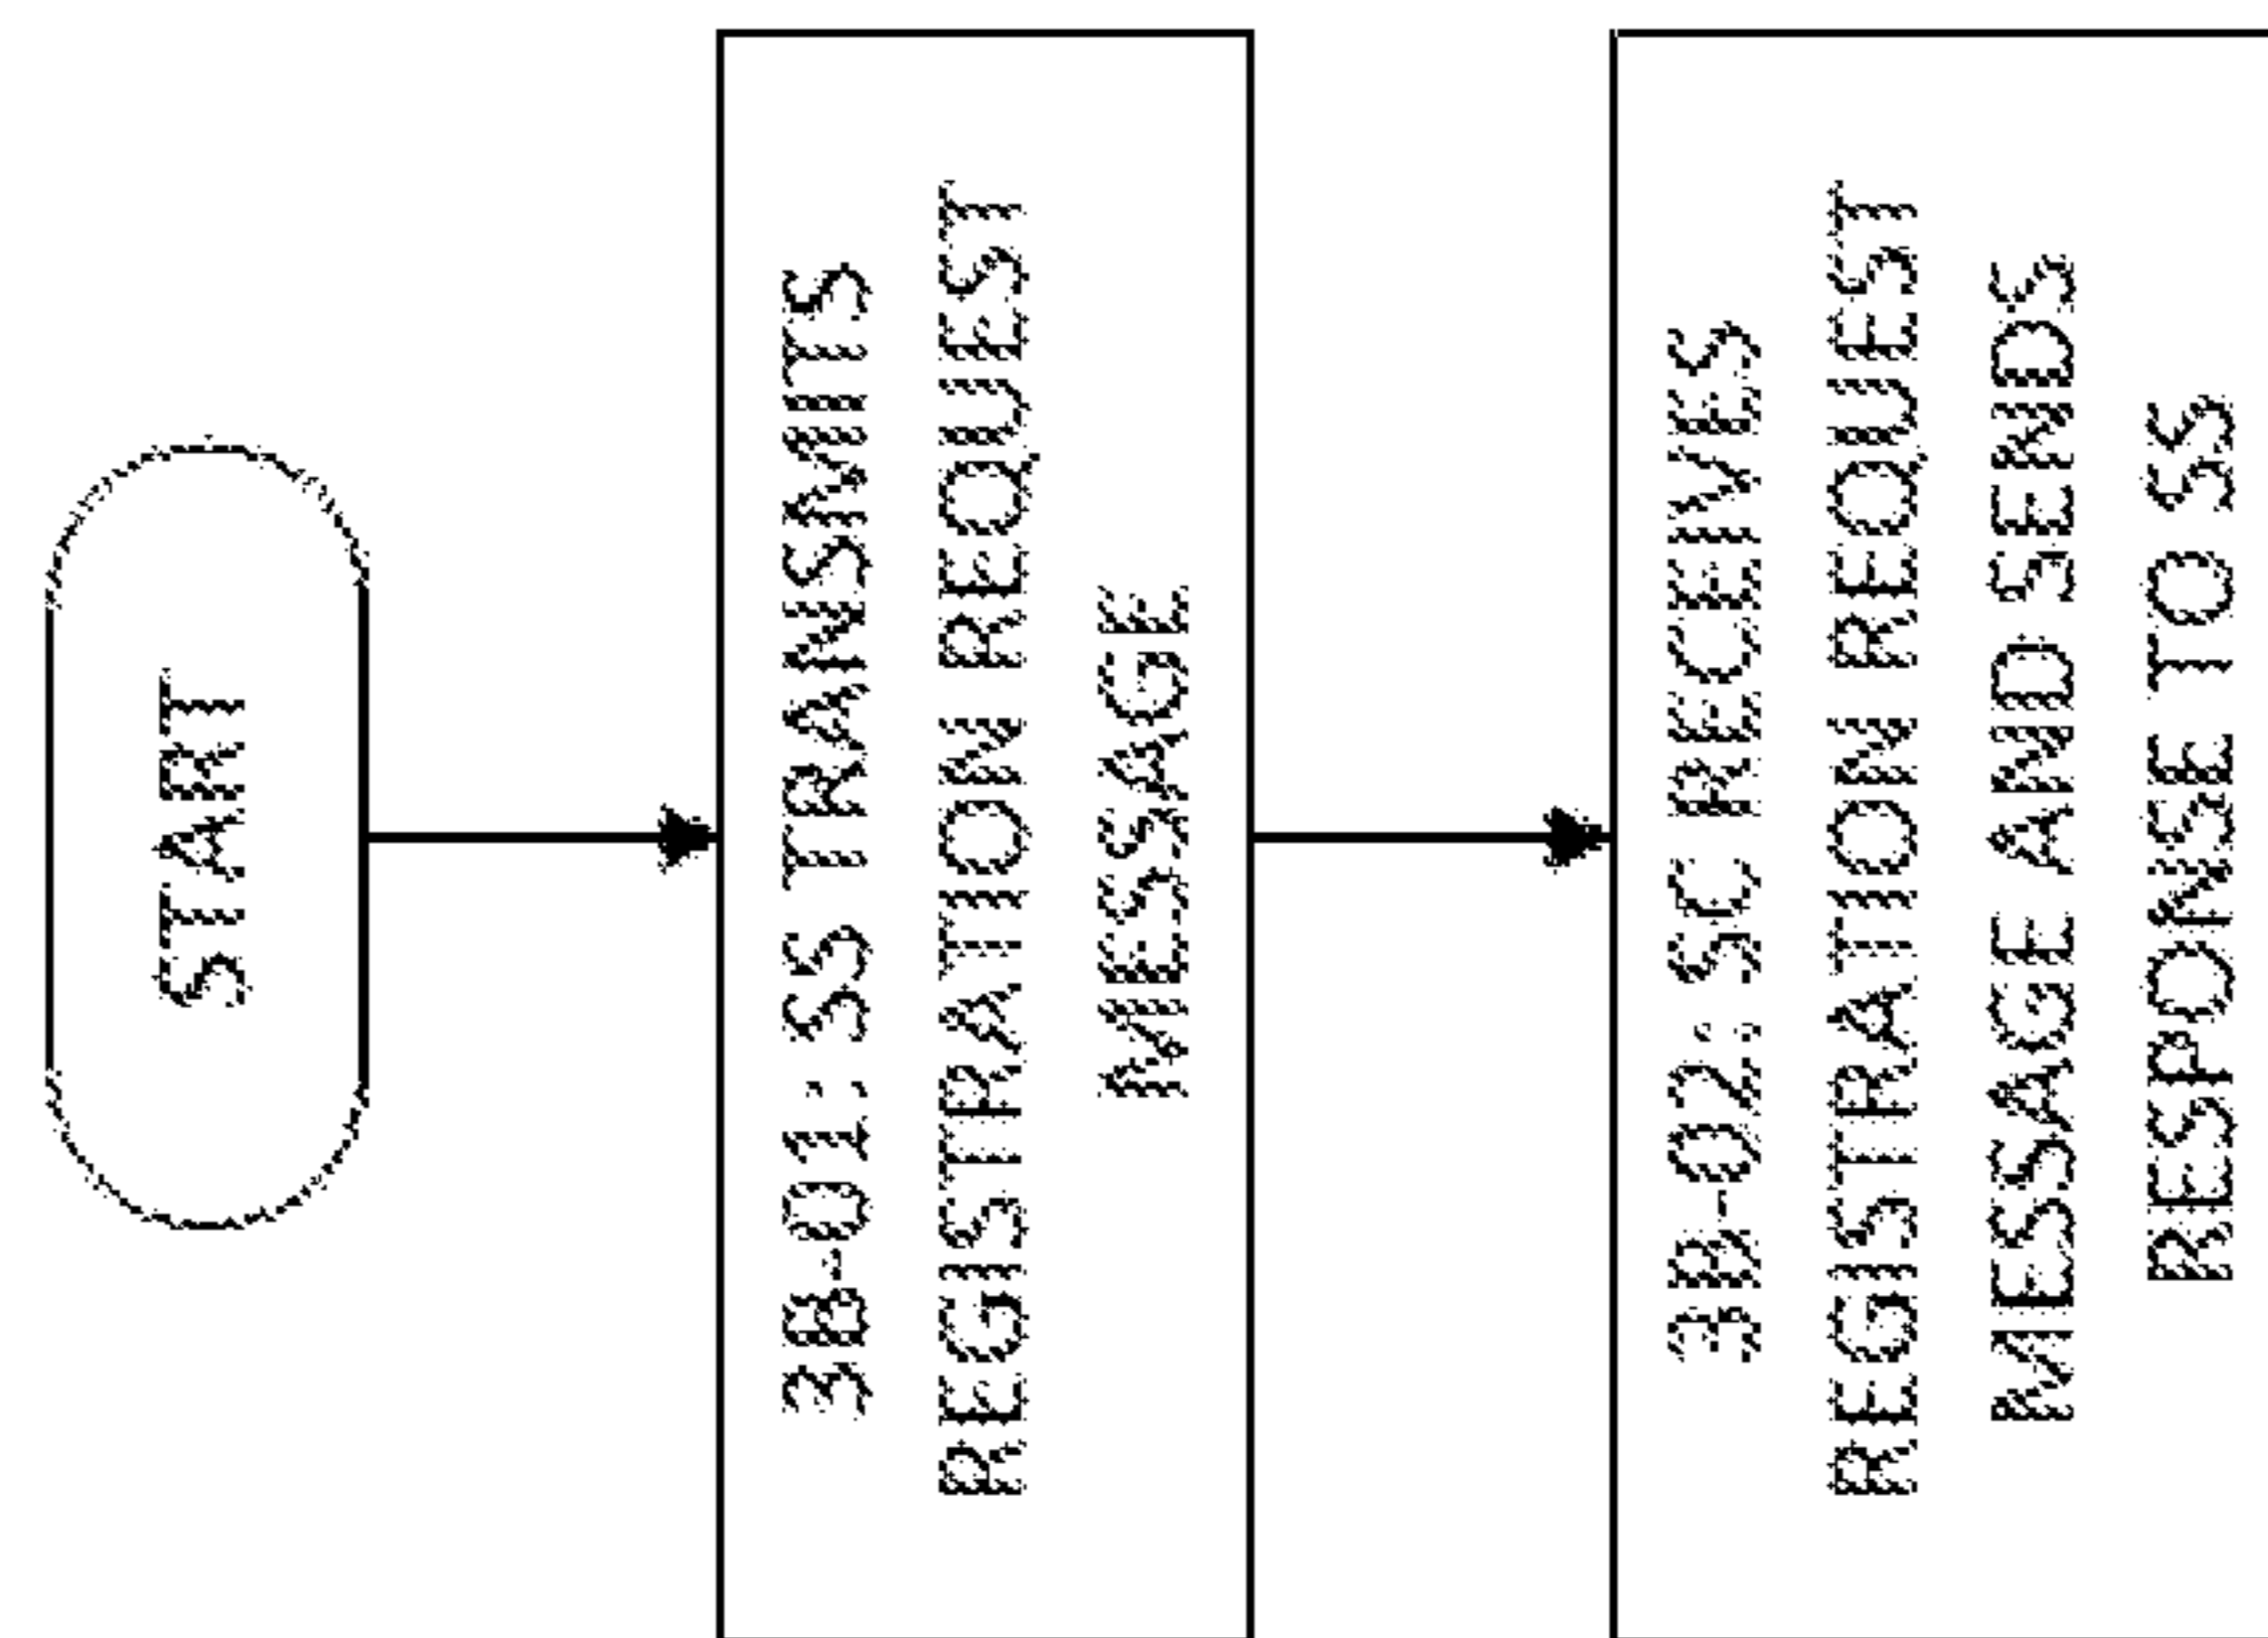 START
3B-01: SS TRANSMITS
REGISTRATION REQUEST
MESSAGE
3B-02: SC RECEIVES
REGISTRATION REQUEST
MESSAGE AND SENDS
RESPONSE TO SS